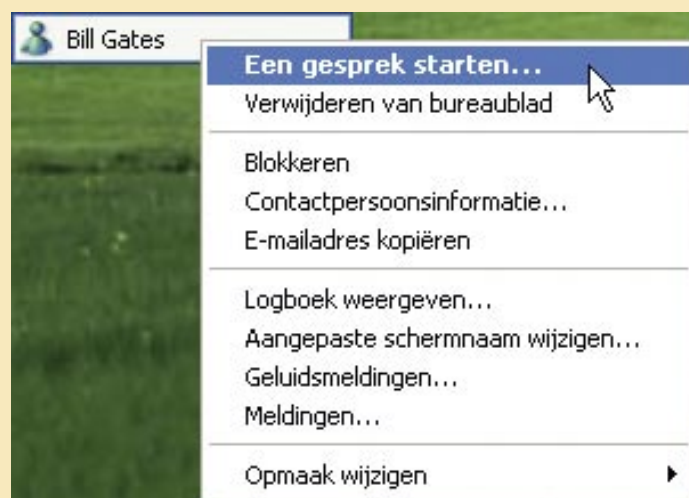 Bill Gates
Een gesprek starten...
Verwijderen van bureaublad
Blokkeren
Contactpersoonsinformatie...
E-mailadres kopiëren
Logboek weergeven...
Aangepaste schermnaam wijzigen...
Geluidsmeldingen...
Meldingen...
Opmaak wijzigen